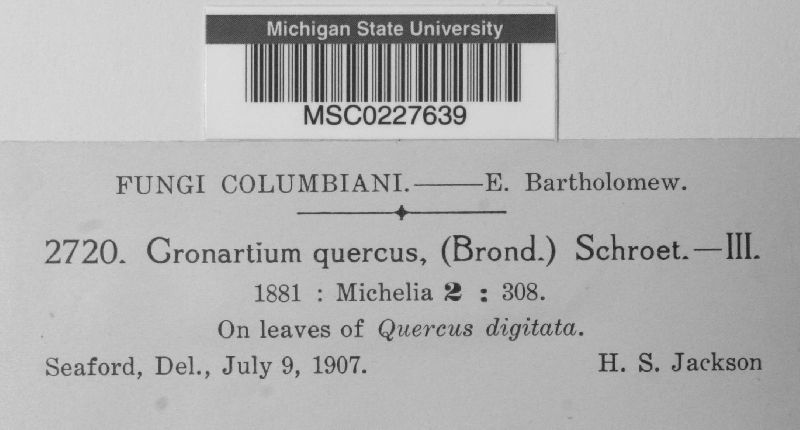 Michigan State University
MSC0227639
FUNGI COLUMBIANI.——E. Bartholomew.
2720. Gronartium quercus, (Brond.) Schroet.—III.
1881 : Michelia 2 : 308.
On leaves of Quercus digitata.
Seaford, Del., July 9, 1907. H. S. Jackson